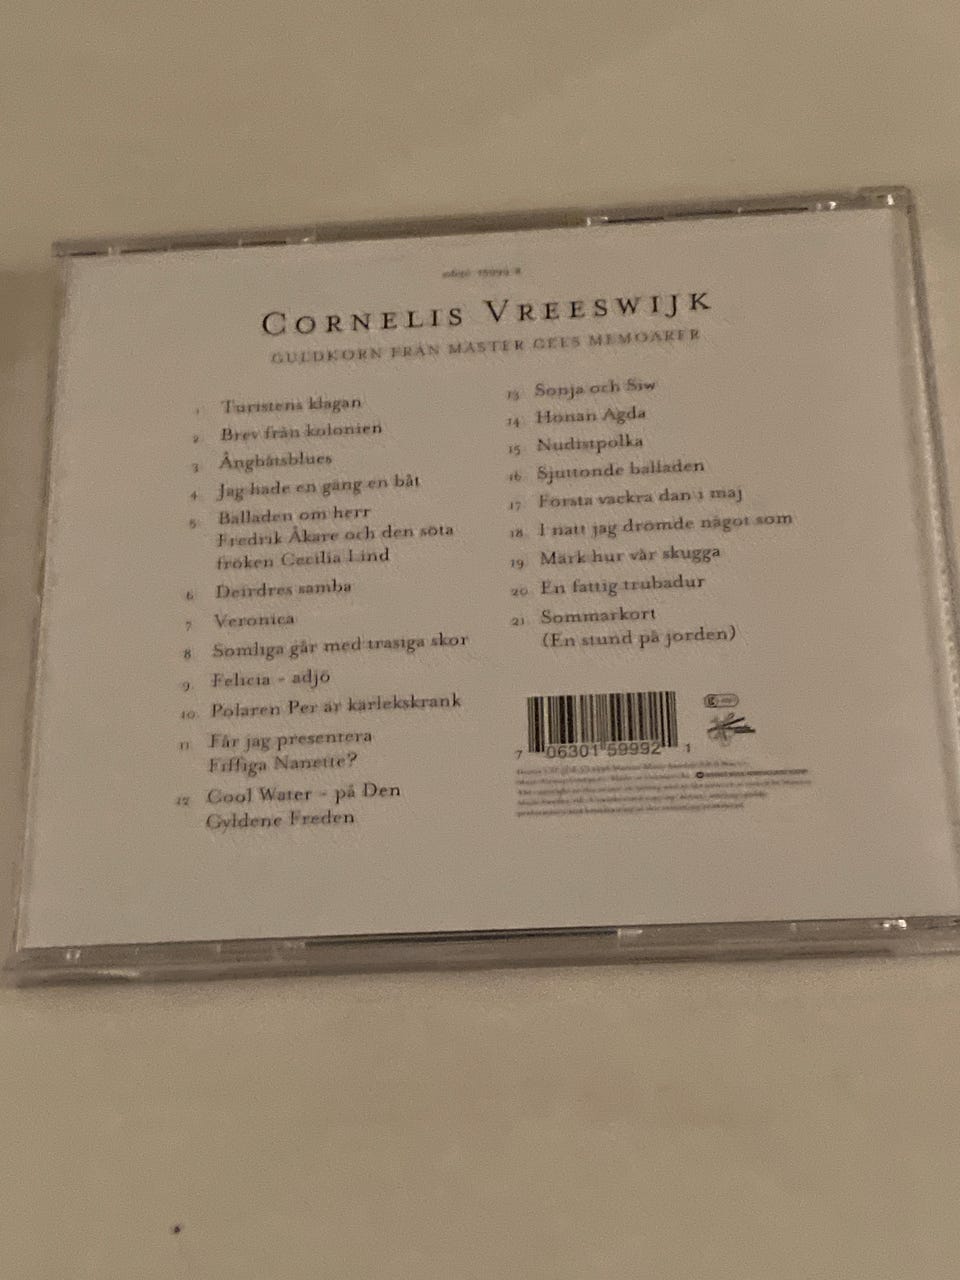 CORNELIS VREESWIJK
GULDKORN FRÅN MÄSTER CEES MEMOARER
1 Turistens klagan
2 Brev från kolonien
3 Ångbåtsblues
4 Jag hade en gång en båt
5 Balladen om herr
Fredrik Åkare och den söta
fröken Cecilia Lind
6 Deirdres samba
7 Veronica
8 Somliga går med trasiga skor
9 Felicia - adjö
10 Polaren Per är kärlekskrank
11 Får jag presentera
Fiffiga Nanette?
12 Cool Water - på Den
Gyldene Freden
13 Sonja och Siw
14 Hönan Agda
15 Nudistpolka
16 Sjuttonde balladen
17 Första vackra dan i maj
18 I natt jag drömde något som
19 Märk hur vår skugga
20 En fattig trubadur
21 Sommarkort
(En stund på jorden)
7 06301 59992 1